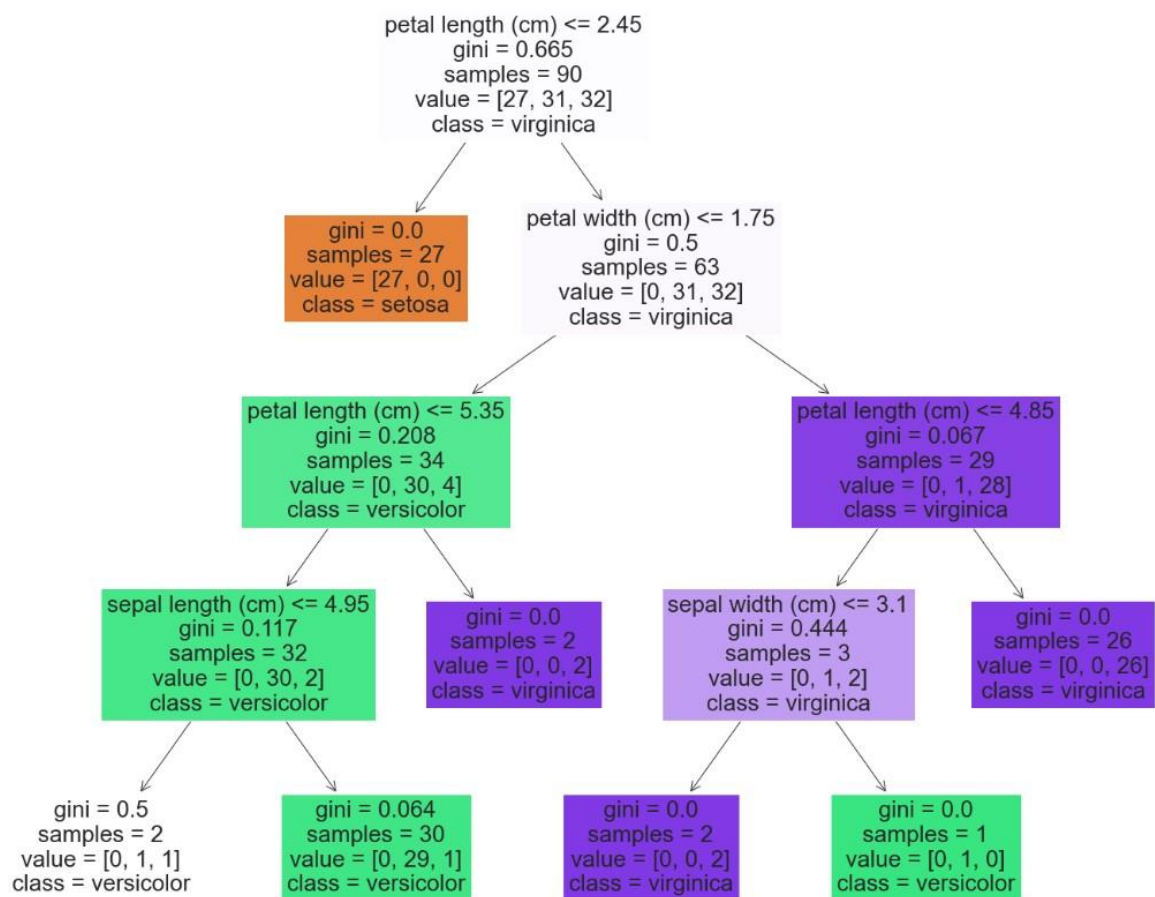 petal length (cm) <= 2.45
gini = 0.665
samples = 90
value = [27, 31, 32]
class = virginica
gini = 0.0
samples = 27
value = [27, 0, 0]
class = setosa
petal width (cm) <= 1.75
gini = 0.5
samples = 63
value = [0, 31, 32]
class = virginica
petal length (cm) <= 5.35
gini = 0.208
samples = 34
value = [0, 30, 4]
class = versicolor
petal length (cm) <= 4.85
gini = 0.067
samples = 29
value = [0, 1, 28]
class = virginica
sepal length (cm) <= 4.95
gini = 0.117
samples = 32
value = [0, 30, 2]
class = versicolor
gini = 0.0
samples = 2
value = [0, 0, 2]
class = virginica
sepal width (cm) <= 3.1
gini = 0.444
samples = 3
value = [0, 1, 2]
class = virginica
gini = 0.0
samples = 26
value = [0, 0, 26]
class = virginica
gini = 0.5
samples = 2
value = [0, 1, 1]
class = versicolor
gini = 0.064
samples = 30
value = [0, 29, 1]
class = versicolor
gini = 0.0
samples = 2
value = [0, 0, 2]
class = virginica
gini = 0.0
samples = 1
value = [0, 1, 0]
class = versicolor